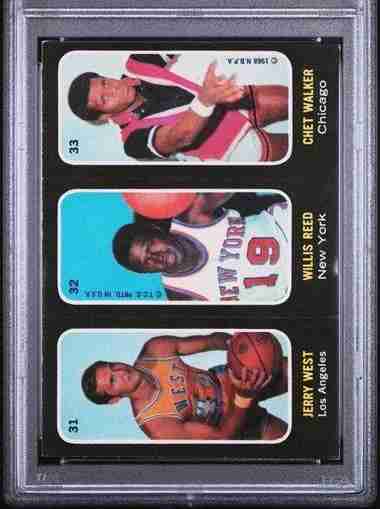 33
© 1968 N.B.P.A.
CHET WALKER
Chicago
32
© T.C.G. PRTD. IN U.S.A.
NEW YORK
19
WILLIS REED
New York
31
WEST
JERRY WEST
Los Angeles